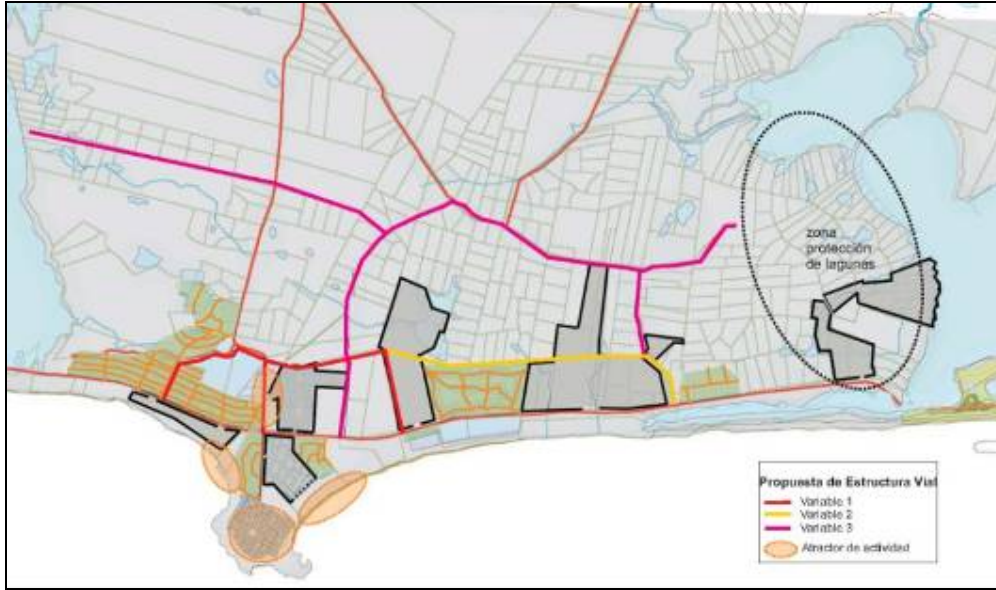 zona
protección
de lagunas
Propuesta de Estructura Vial
Variable 1
Variable 2
Variable 3
Atractor de actividad